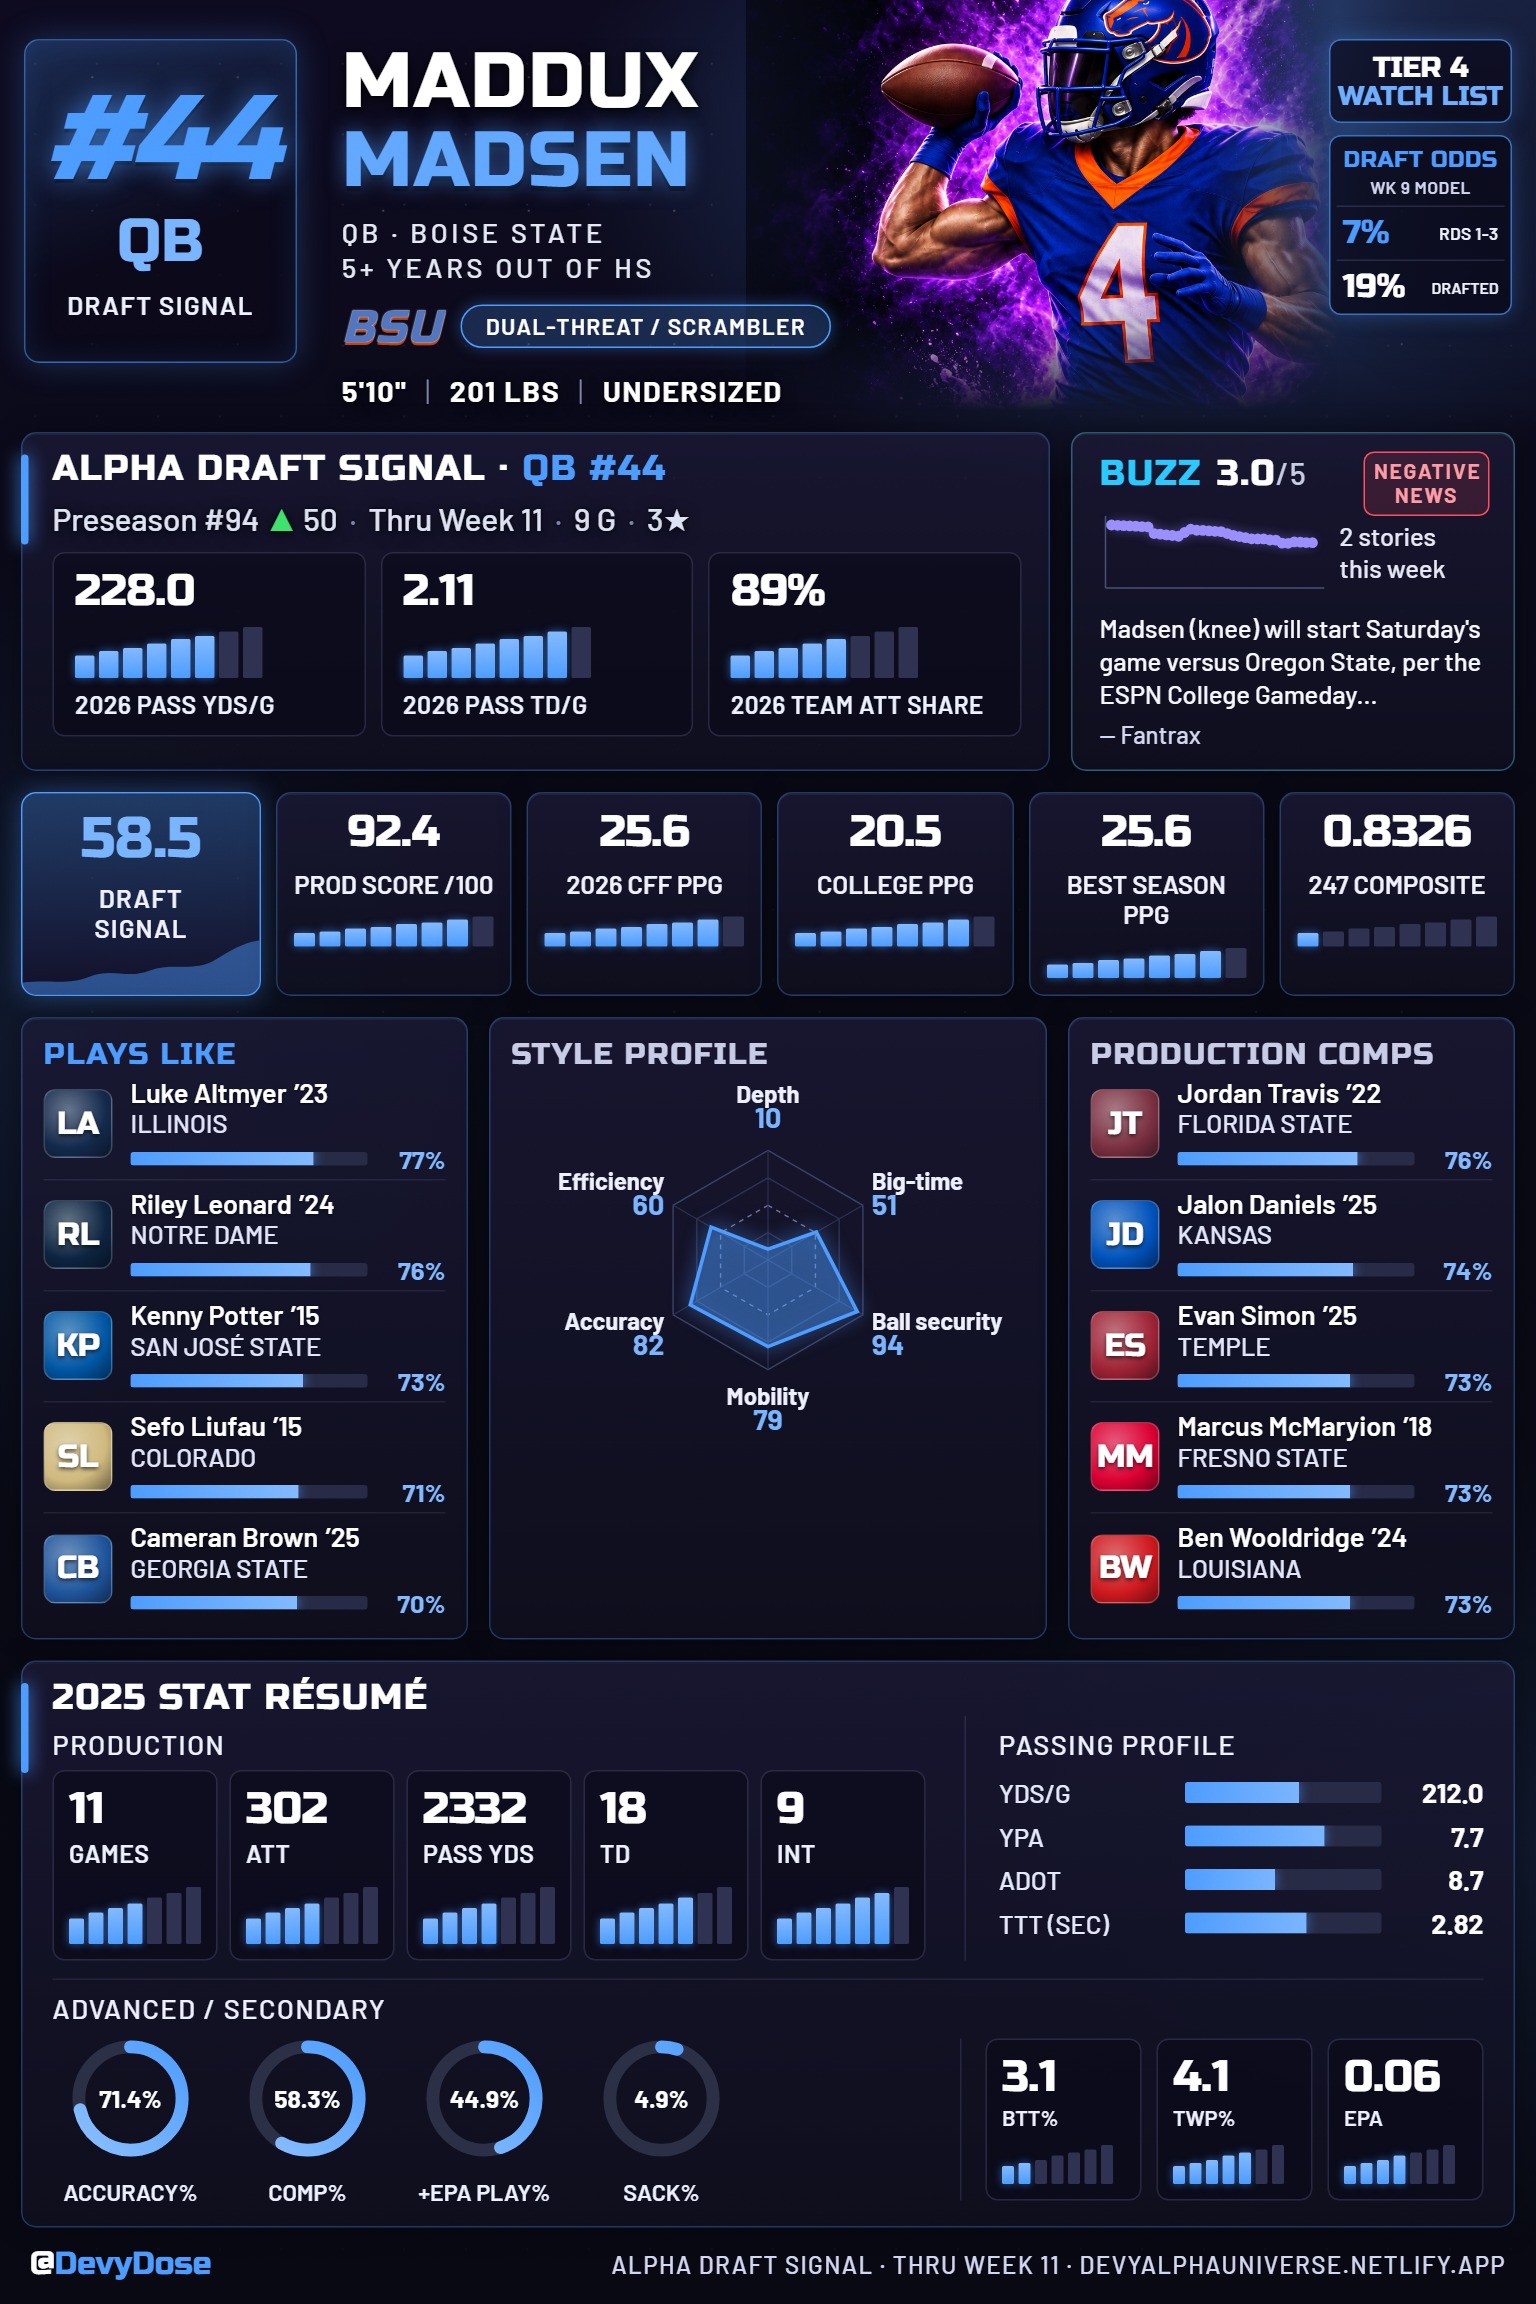 #44
QB
DRAFT SIGNAL
MADDUX
MADSEN
QB · BOISE STATE
5+ YEARS OUT OF HS
BSU
DUAL-THREAT / SCRAMBLER
5'10" | 201 LBS | UNDERSIZED
4
TIER 4
WATCH LIST
DRAFT ODDS
WK 9 MODEL
7% RDS 1-3
19% DRAFTED
ALPHA DRAFT SIGNAL · QB #44
Preseason #94 ▲ 50 · Thru Week 11 · 9 G · 3★
228.0
2026 PASS YDS/G
2.11
2026 PASS TD/G
89%
2026 TEAM ATT SHARE
BUZZ 3.0/5
NEGATIVE
NEWS
2 stories
this week
Madsen (knee) will start Saturday's
game versus Oregon State, per the
ESPN College Gameday...
— Fantrax
58.5
DRAFT
SIGNAL
92.4
PROD SCORE /100
25.6
2026 CFF PPG
20.5
COLLEGE PPG
25.6
BEST SEASON
PPG
0.8326
247 COMPOSITE
PLAYS LIKE
LA
Luke Altmyer ’23
ILLINOIS
77%
RL
Riley Leonard ’24
NOTRE DAME
76%
KP
Kenny Potter ’15
SAN JOSÉ STATE
73%
SL
Sefo Liufau ’15
COLORADO
71%
CB
Cameran Brown ’25
GEORGIA STATE
70%
STYLE PROFILE
Depth
10
Big-time
51
Ball security
94
Mobility
79
Accuracy
82
Efficiency
60
PRODUCTION COMPS
JT
Jordan Travis ’22
FLORIDA STATE
76%
JD
Jalon Daniels ’25
KANSAS
74%
ES
Evan Simon ’25
TEMPLE
73%
MM
Marcus McMaryion ’18
FRESNO STATE
73%
BW
Ben Wooldridge ’24
LOUISIANA
73%
2025 STAT RÉSUMÉ
PRODUCTION
11
GAMES
302
ATT
2332
PASS YDS
18
TD
9
INT
PASSING PROFILE
YDS/G 212.0
YPA 7.7
ADOT 8.7
TTT (SEC) 2.82
ADVANCED / SECONDARY
71.4%
ACCURACY%
58.3%
COMP%
44.9%
+EPA PLAY%
4.9%
SACK%
3.1
BTT%
4.1
TWP%
0.06
EPA
@DevyDose
ALPHA DRAFT SIGNAL · THRU WEEK 11 · DEVYALPHAUNIVERSE.NETLIFY.APP